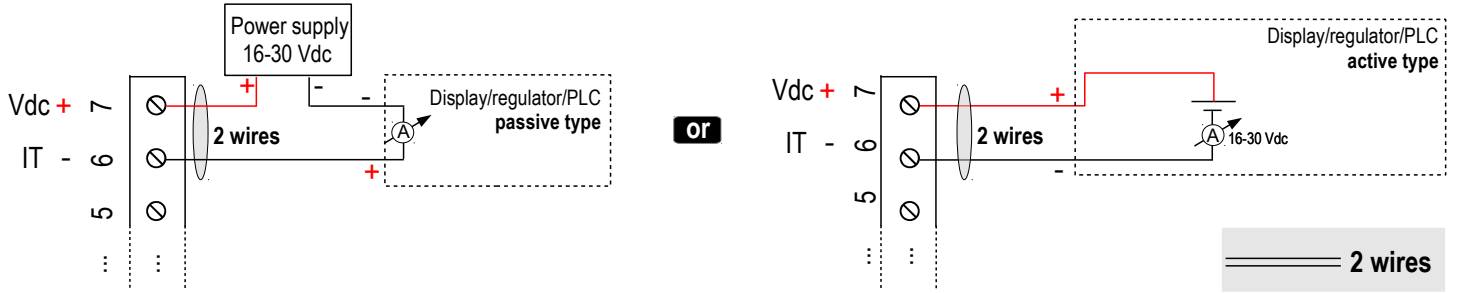 Power supply
16-30 Vdc
+
-
-
Display/regulator/PLC
passive type
Vdc + 7
2 wires
A
IT - 6
+
5
...
...
or
Display/regulator/PLC
active type
Vdc + 7
+
2 wires
A
16-30 Vdc
IT - 6
-
5
...
...
2 wires